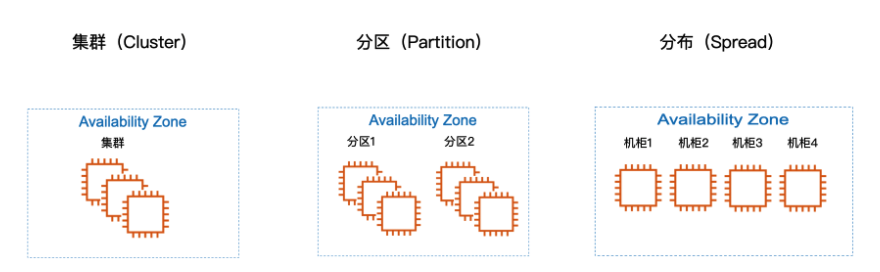 集群（Cluster）
分区（Partition）
分布（Spread）
Availability Zone
集群
Availability Zone
分区1
分区2
Availability Zone
机柜1
机柜2
机柜3
机柜4